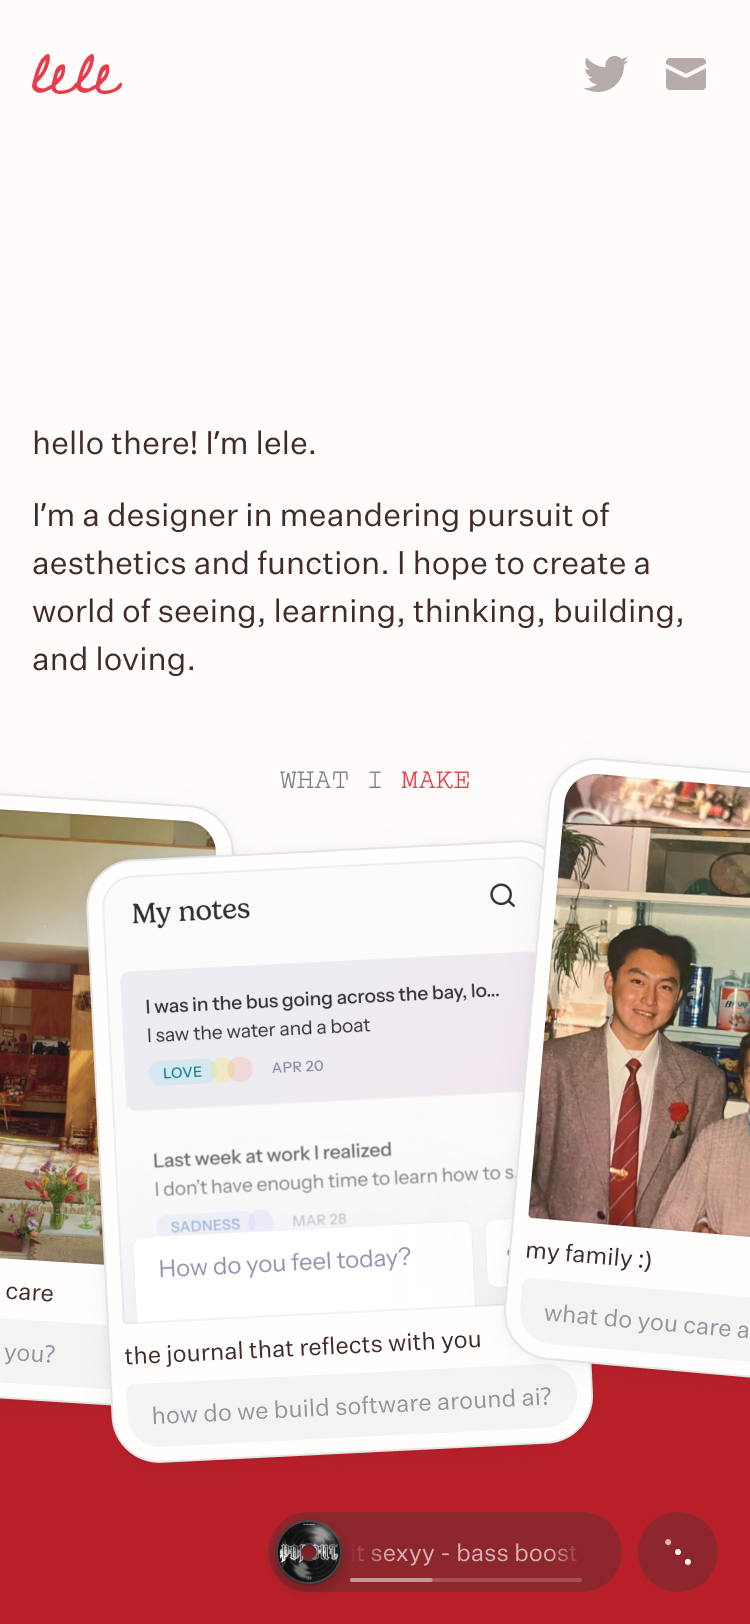 lele
hello there! I’m lele.
I’m a designer in meandering pursuit of
aesthetics and function. I hope to create a
world of seeing, learning, thinking, building,
and loving.
WHAT I MAKE
My notes
I was in the bus going across the bay, lo...
I saw the water and a boat
LOVE
APR 20
Last week at work I realized
I don’t have enough time to learn how to s
SADNESS
MAR 28
How do you feel today?
the journal that reflects with you
how do we build software around ai?
care
you?
my family :)
what do you care a
it sexyy - bass boost